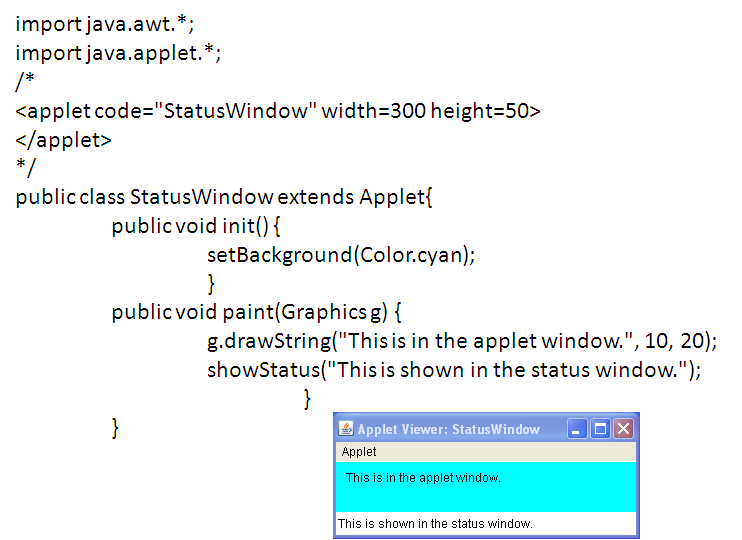 import java.awt.*;
import java.applet.*;
/*
<applet code="StatusWindow" width=300 height=50>
</applet>
*/
public class StatusWindow extends Applet{
public void init() {
setBackground(Color.cyan);
}
public void paint(Graphics g) {
g.drawString("This is in the applet window.", 10, 20);
showStatus("This is shown in the status window.");
}
}
Applet Viewer: StatusWindow
Applet
This is in the applet window.
This is shown in the status window.